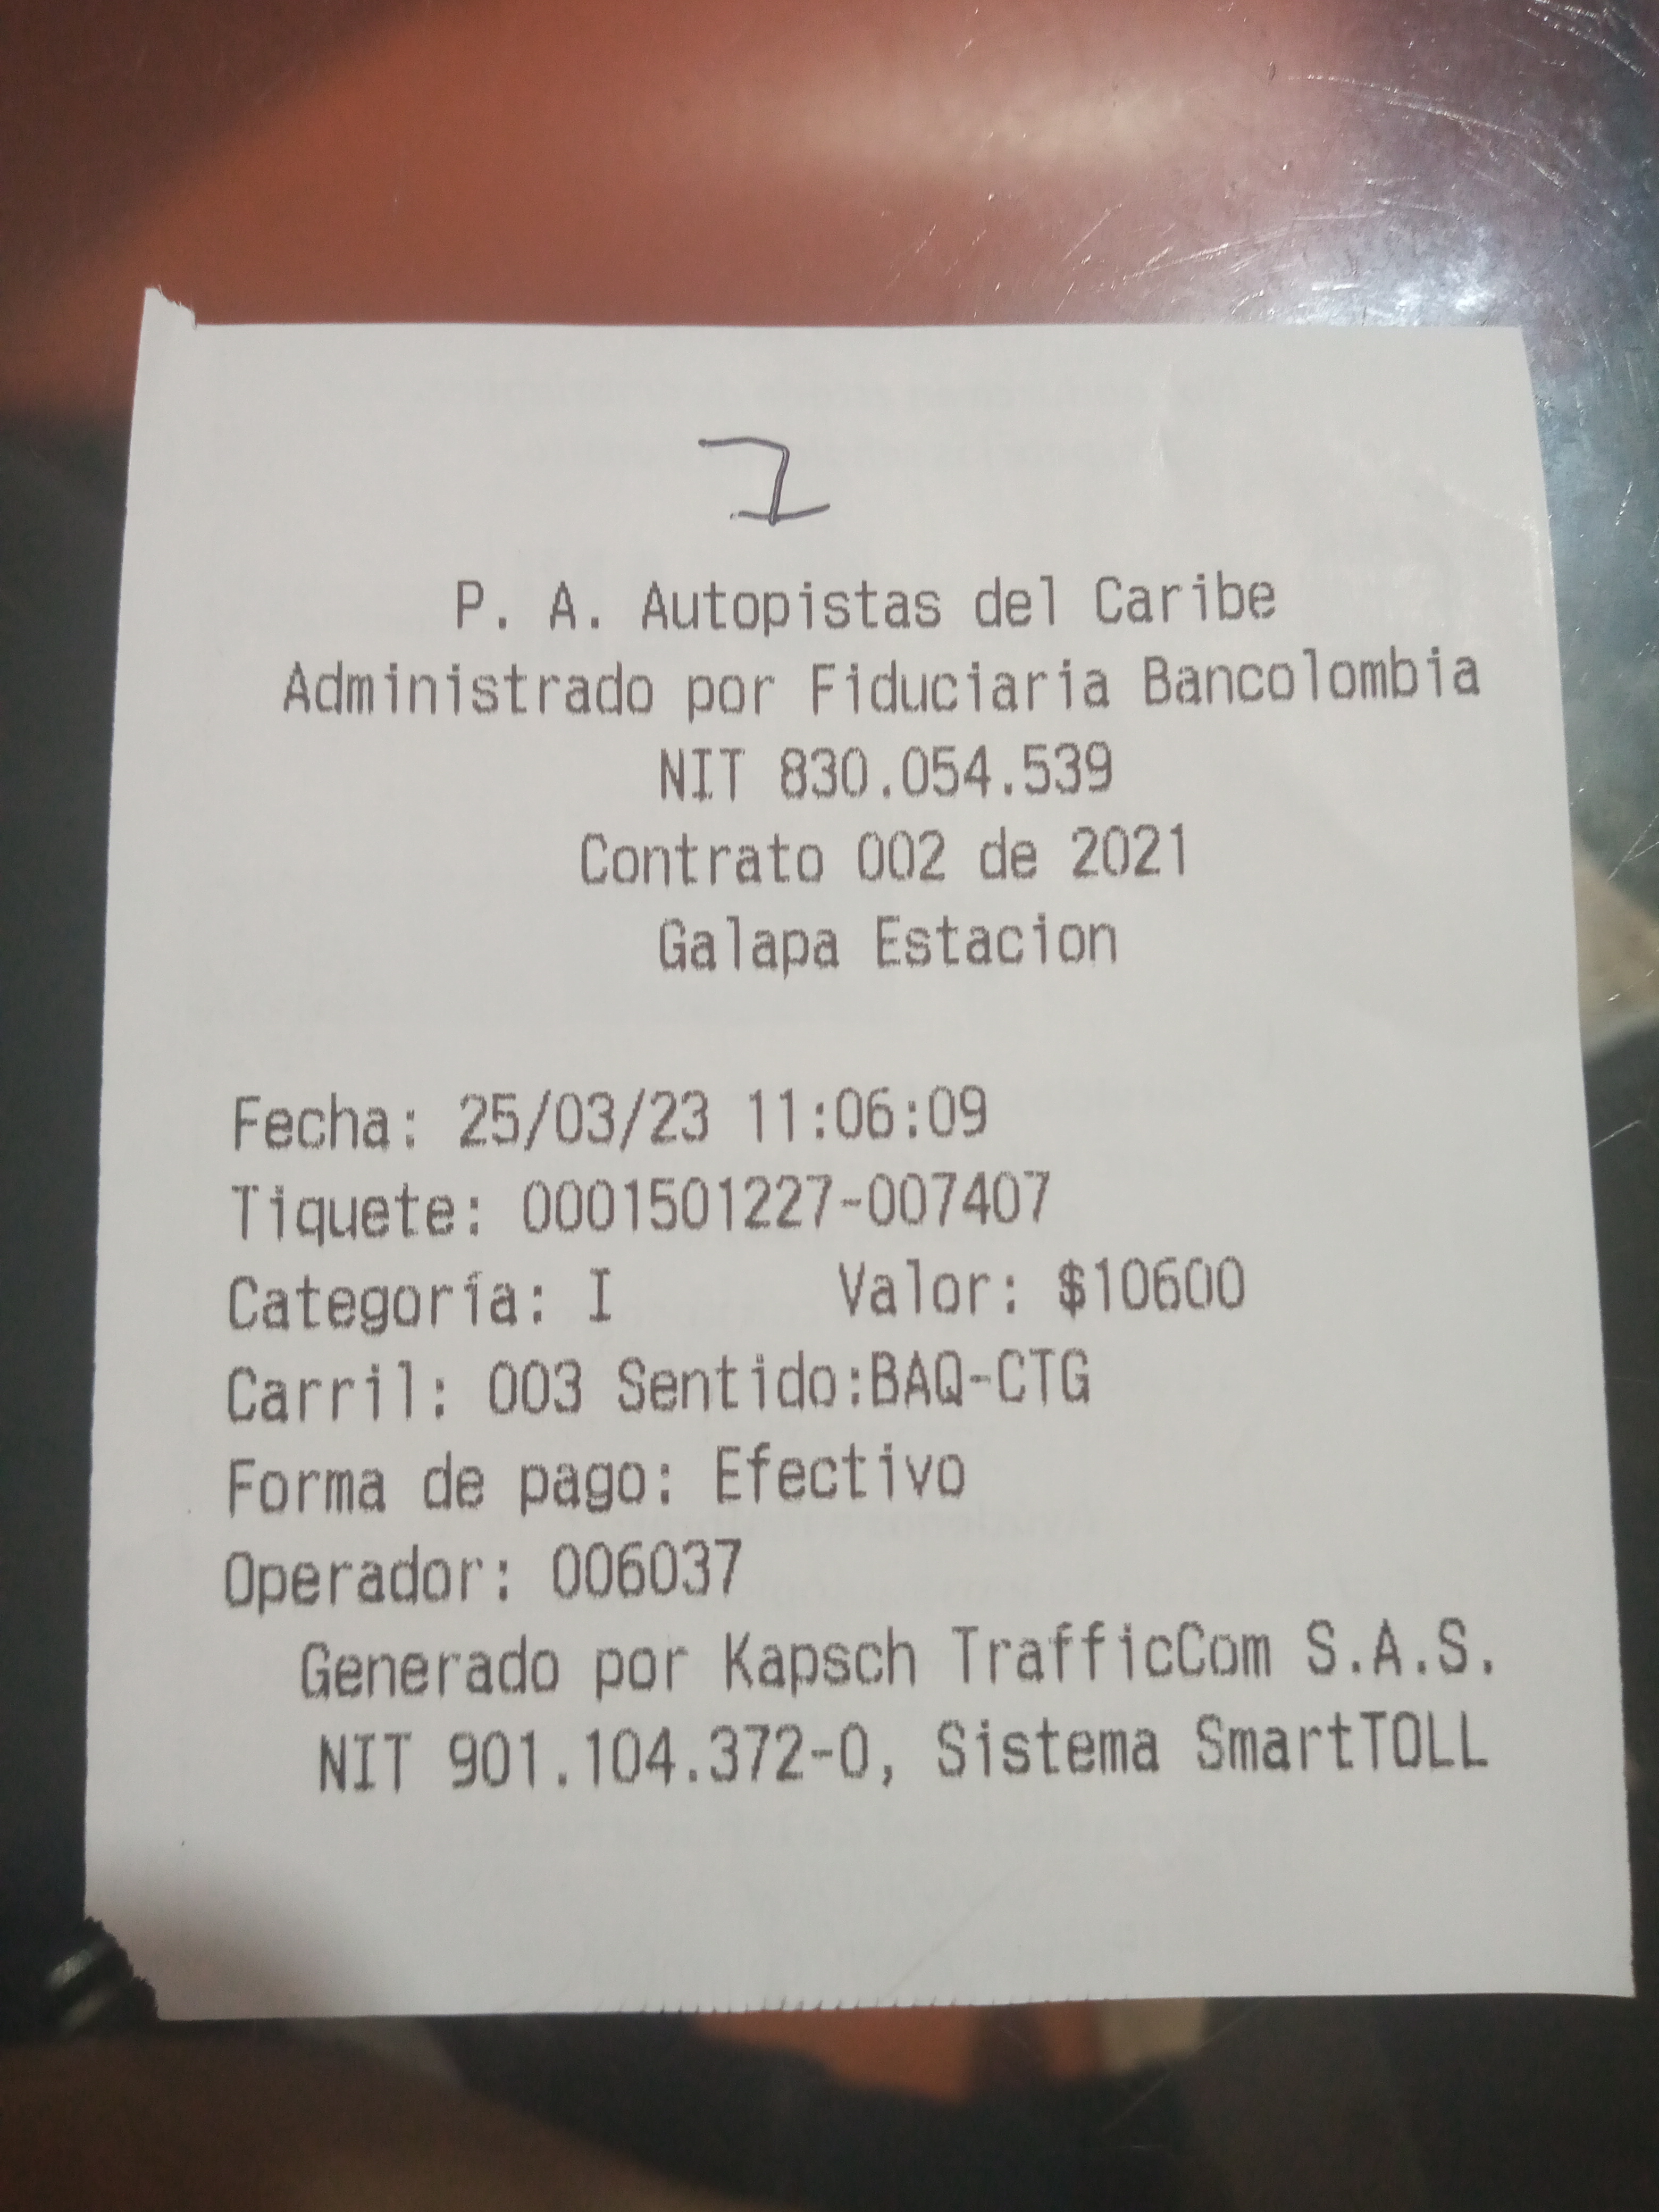 1
P. A. Autopistas del Caribe
Administrado por Fiduciaria Bancolombia
NIT 830.054.539
Contrato 002 de 2021
Galapa Estacion
Fecha: 25/03/23 11:06:09
Tiquete: 0001501227-007407
Categoría: I Valor: $10600
Carril: 003 Sentido:BAQ-CTG
Forma de pago: Efectivo
Operador: 006037
Generado por Kapsch TrafficCom S.A.S.
NIT 901.104.372-0, Sistema SmartTOLL